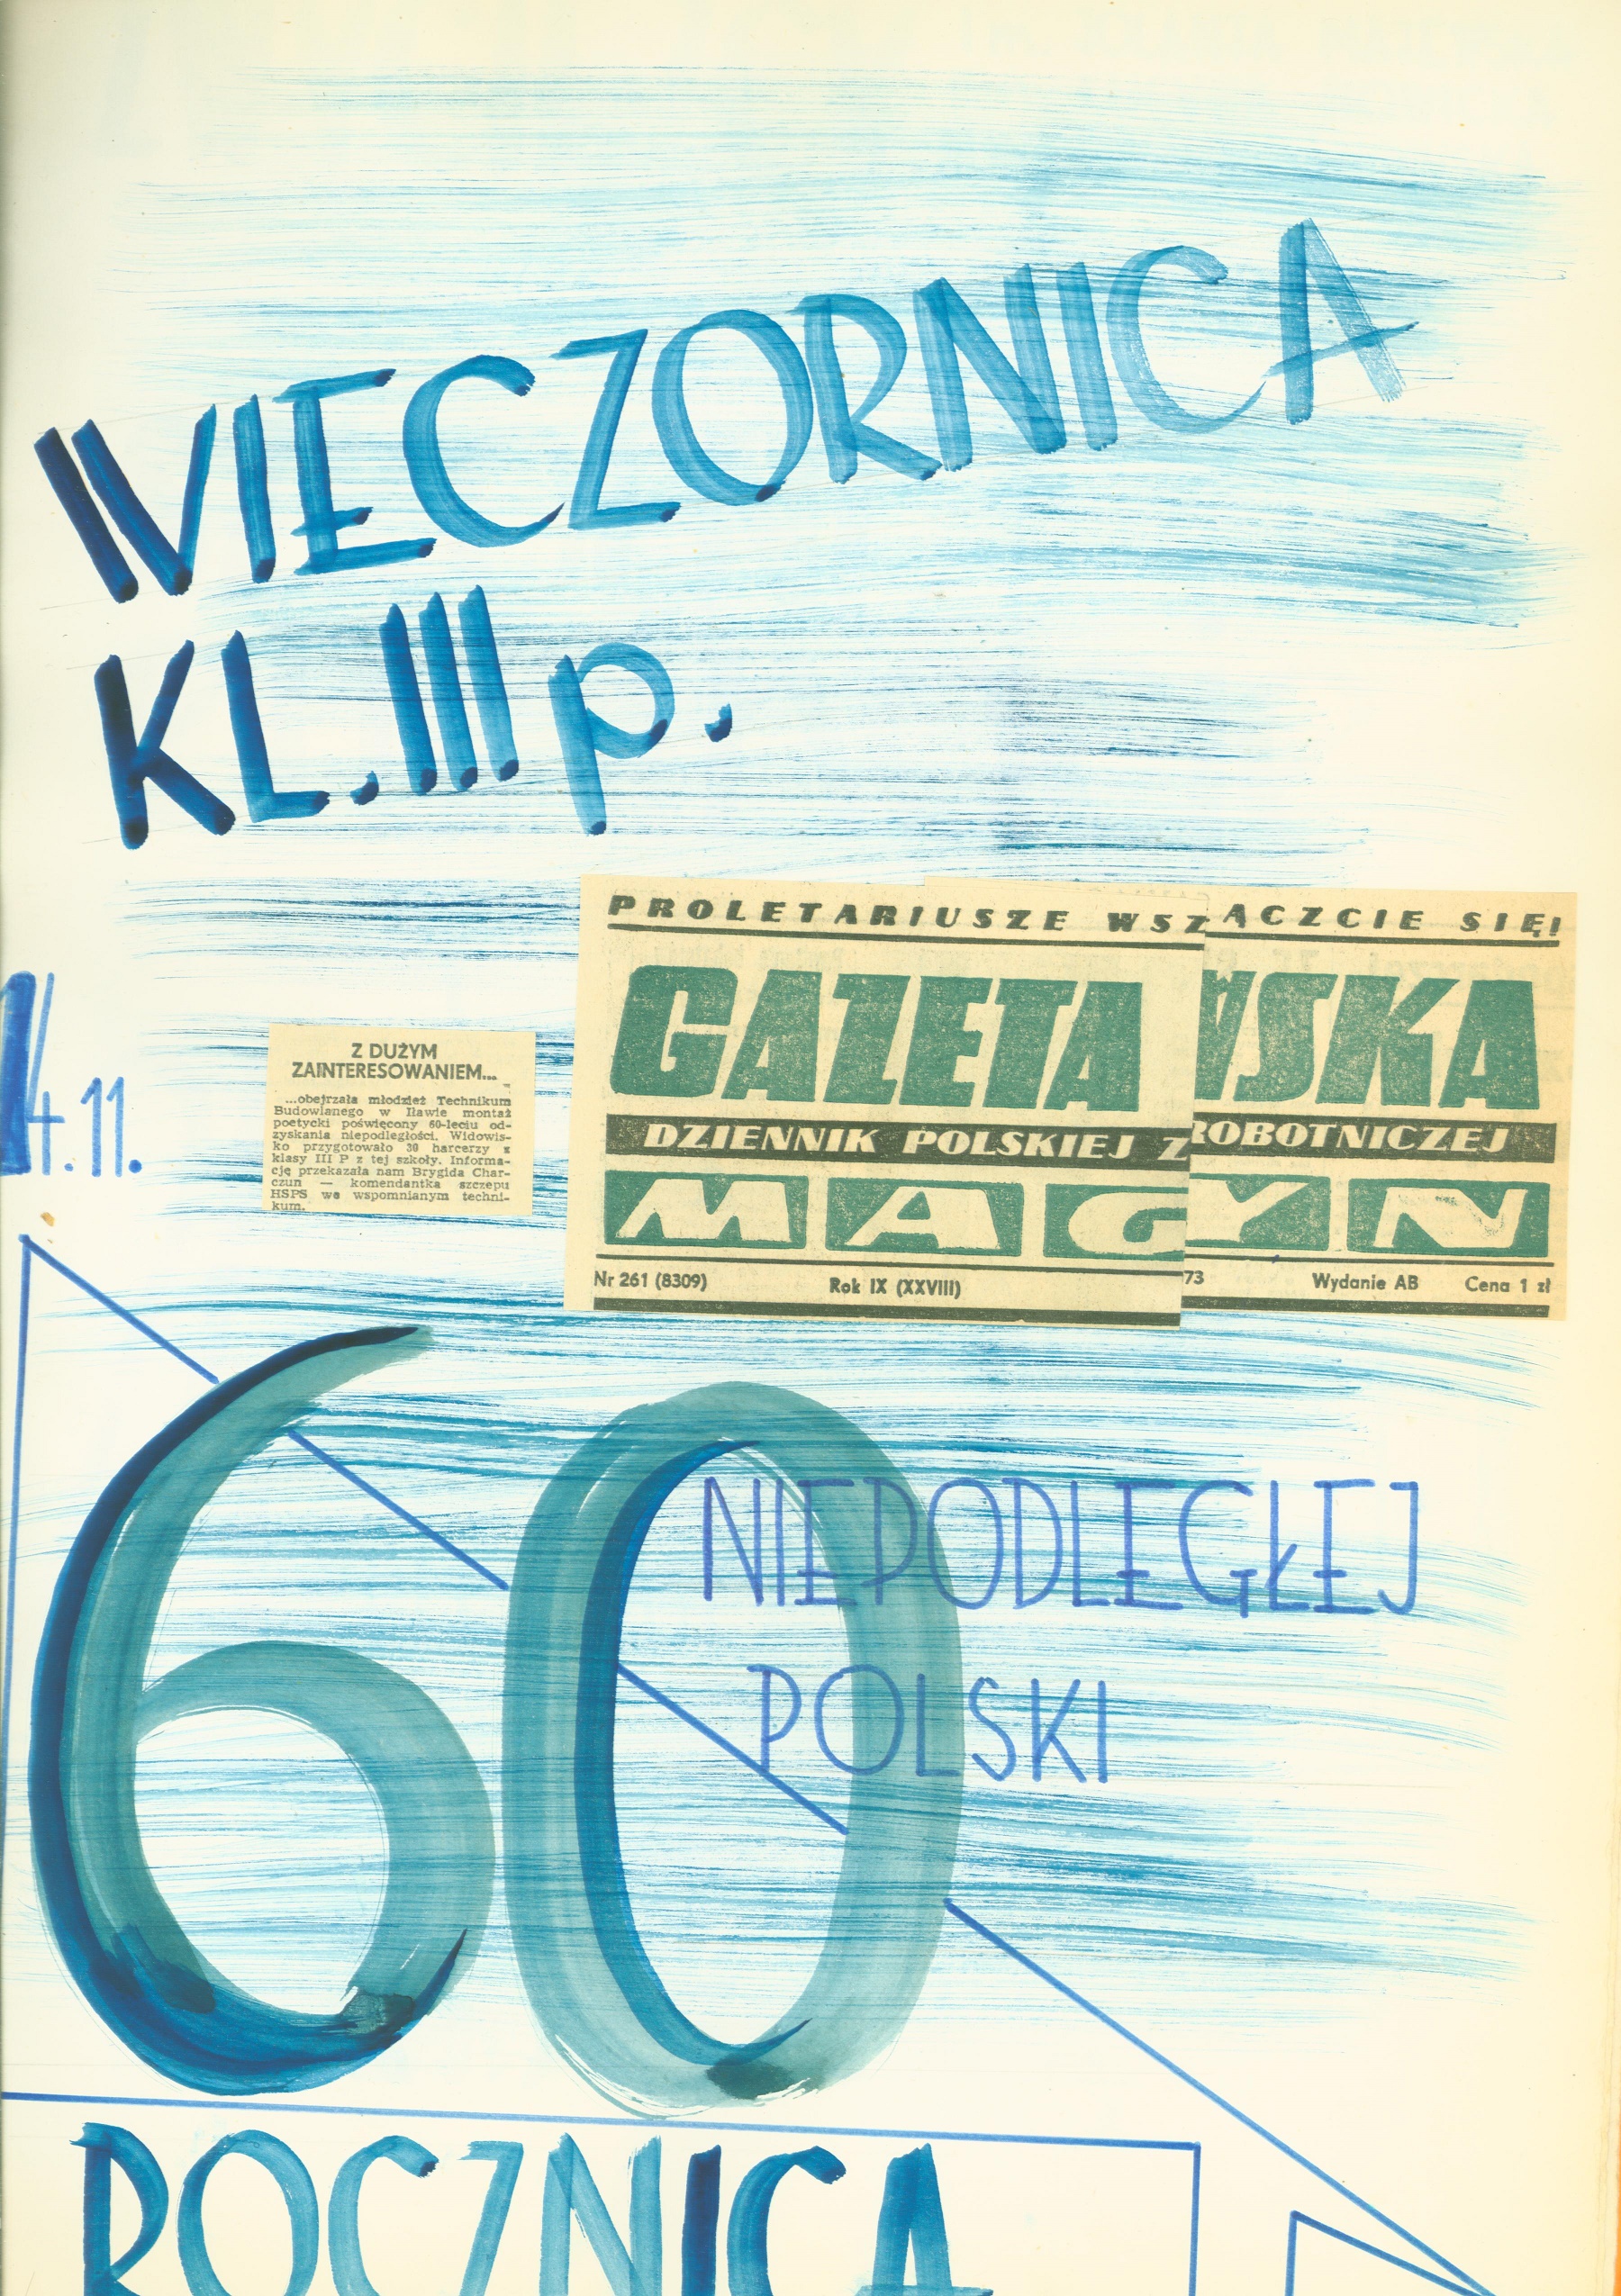 WIECZORNICA
KL. III p.
14.11.
Z DUŻYM
ZAINTERESOWANIEM...
...obejrzała młodzież Technikum
Budowlanego w Iławie montaż
poetycki poświęcony 60-leciu od-
zyskania niepodległości. Widowis-
ko przygotowało 30 harcerzy z
klasy III P z tej szkoły. Informa-
cję przekazała nam Brygida Char-
czun — komendantka szczepu
HSPS we wspomnianym techni-
kum.
PROLETARIUSZE WSZ ĄCZCIE SIĘ!
GAZETA WSKA
DZIENNIK POLSKIEJ Z ROBOTNICZEJ
MAGYN
Nr 261 (8309) Rok IX (XXVIII) 73 Wydanie AB Cena 1 zł
60
NIEPODLEGŁEJ
POLSKI
ROCZNICA